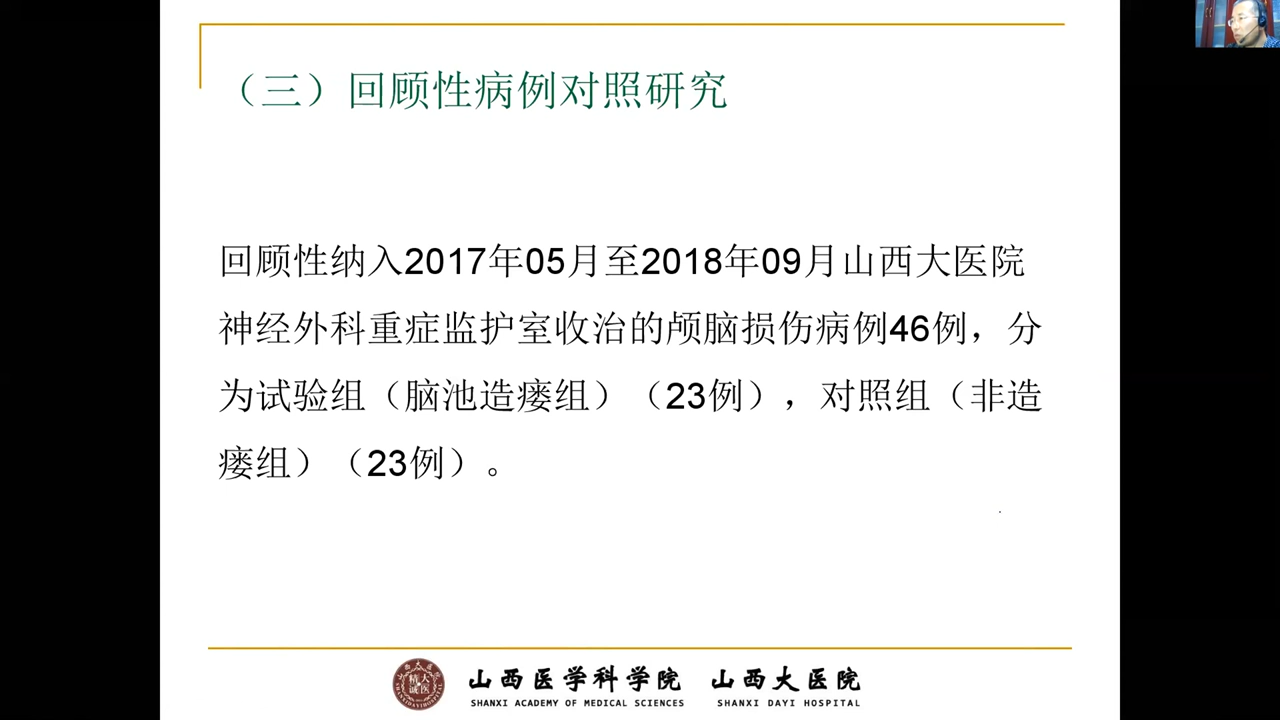 （三）回顾性病例对照研究
回顾性纳入2017年05月至2018年09月山西大医院
神经外科重症监护室收治的颅脑损伤病例46例，分
为试验组（脑池造瘘组）（23例），对照组（非造
瘘组）（23例）。
山西医学科学院 山西大医院
SHANXI ACADEMY OF MEDICAL SCIENCES SHANXI DAYI HOSPITAL